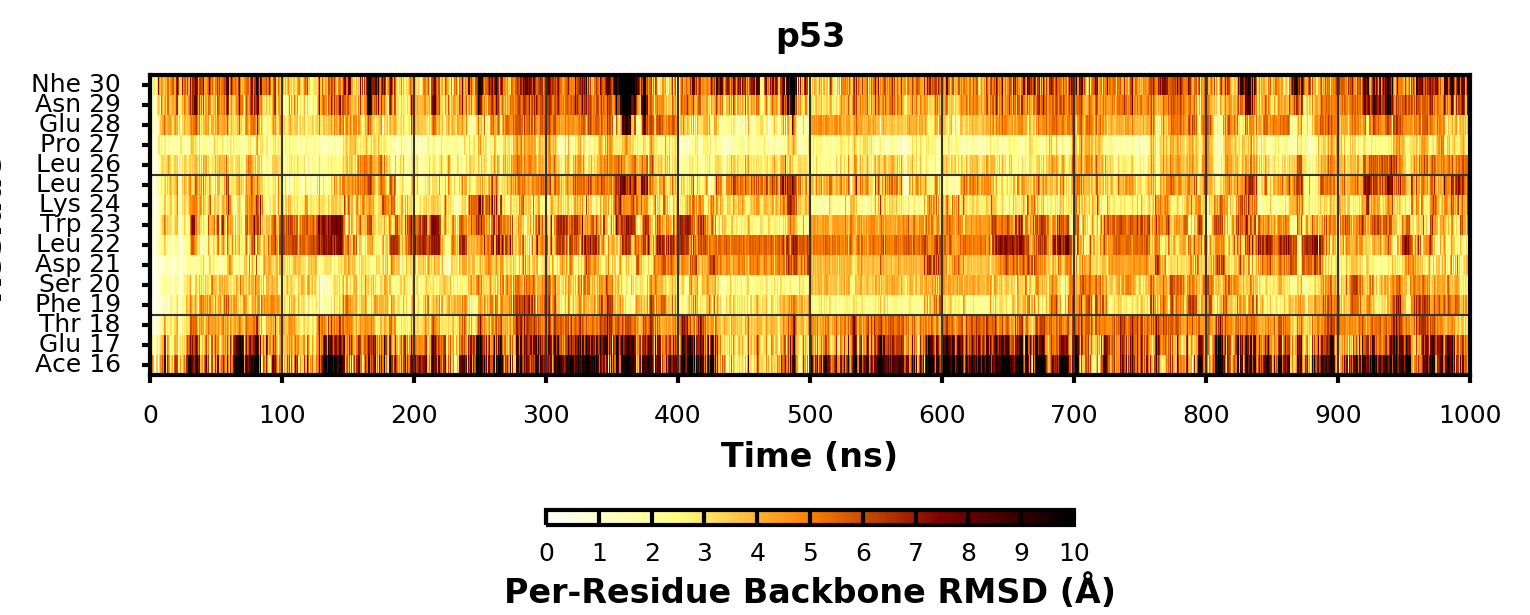 p53
Nhe 30
Asn 29
Glu 28
Pro 27
Leu 26
Leu 25
Lys 24
Trp 23
Leu 22
Asp 21
Ser 20
Phe 19
Thr 18
Glu 17
Ace 16
0 100 200 300 400 500 600 700 800 900 1000
Time (ns)
0 1 2 3 4 5 6 7 8 9 10
Per-Residue Backbone RMSD (Å)